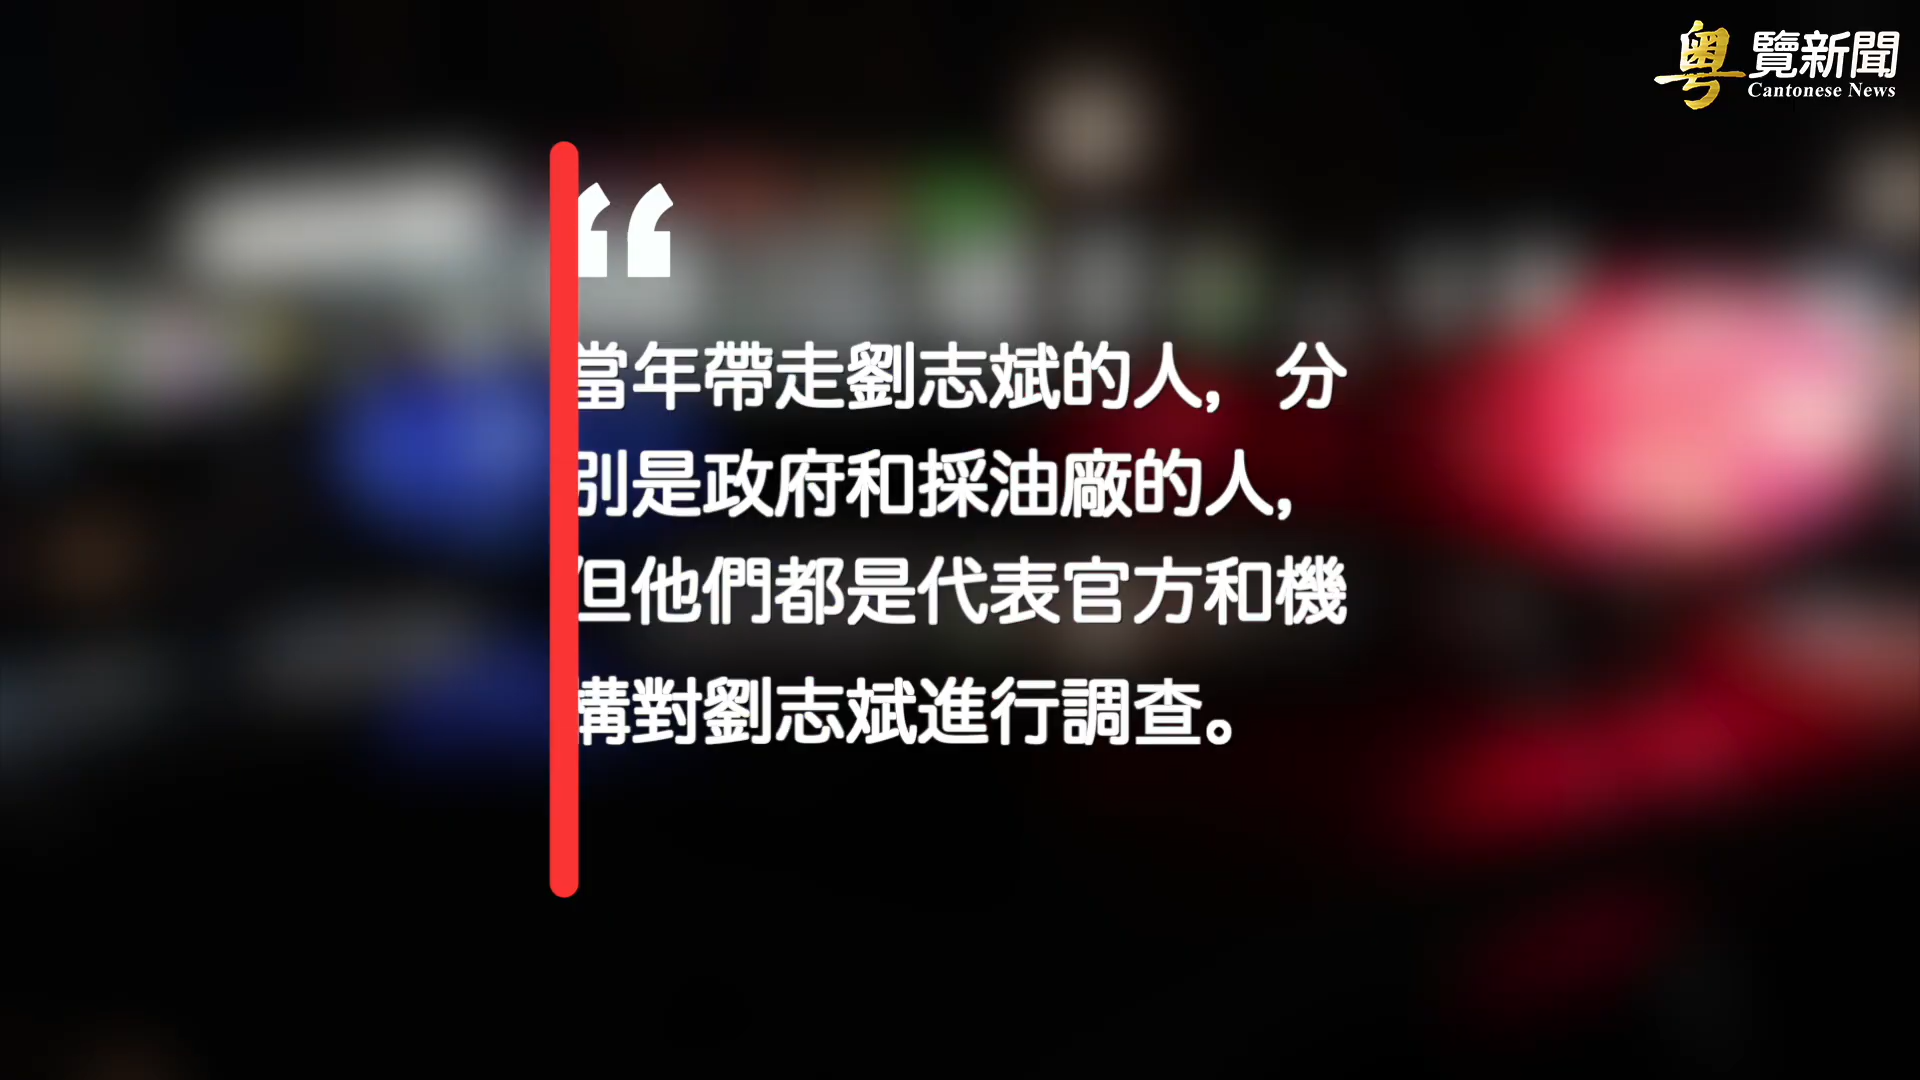 粵覽新聞
Cantonese News
當年帶走劉志斌的人，分
別是政府和採油廠的人，
但他們都是代表官方和機
構對劉志斌進行調查。